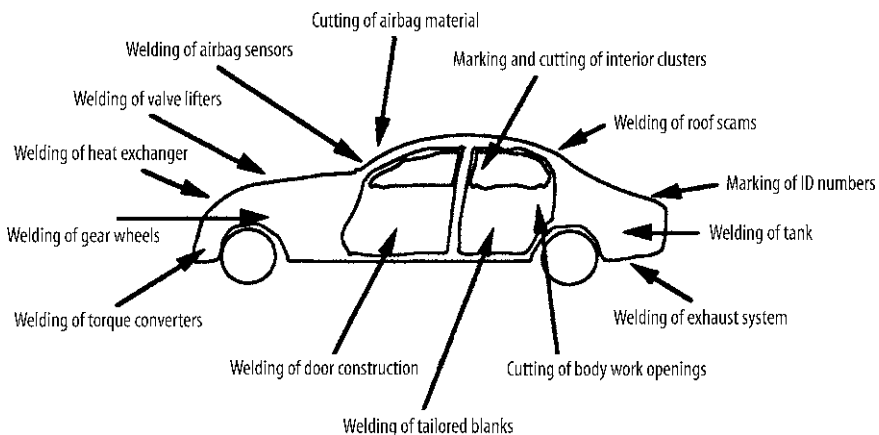 Cutting of airbag material
Welding of airbag sensors
Marking and cutting of interior clusters
Welding of valve lifters
Welding of roof scams
Welding of heat exchanger
Marking of ID numbers
Welding of gear wheels
Welding of tank
Welding of torque converters
Welding of exhaust system
Welding of door construction
Cutting of body work openings
Welding of tailored blanks